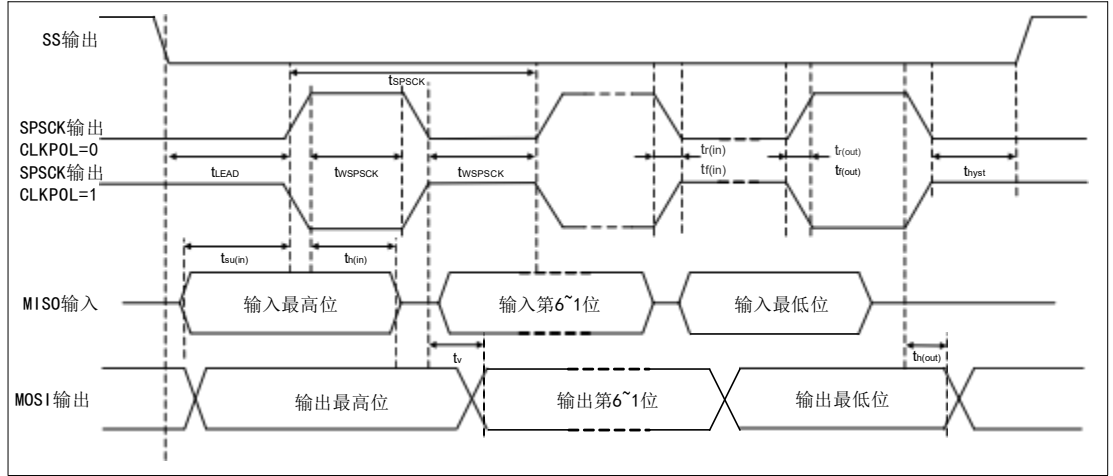 SS输出
tSPSCK
SPSCK输出
CLKPOL=0
SPSCK输出
CLKPOL=1
tLEAD
tWSPSCK
tWSPSCK
tr(in)
tf(in)
tr(out)
tf(out)
thyst
tsu(in)
th(in)
MISO输入
输入最高位
输入第6~1位
输入最低位
tv
th(out)
MOSI输出
输出最高位
输出第6~1位
输出最低位